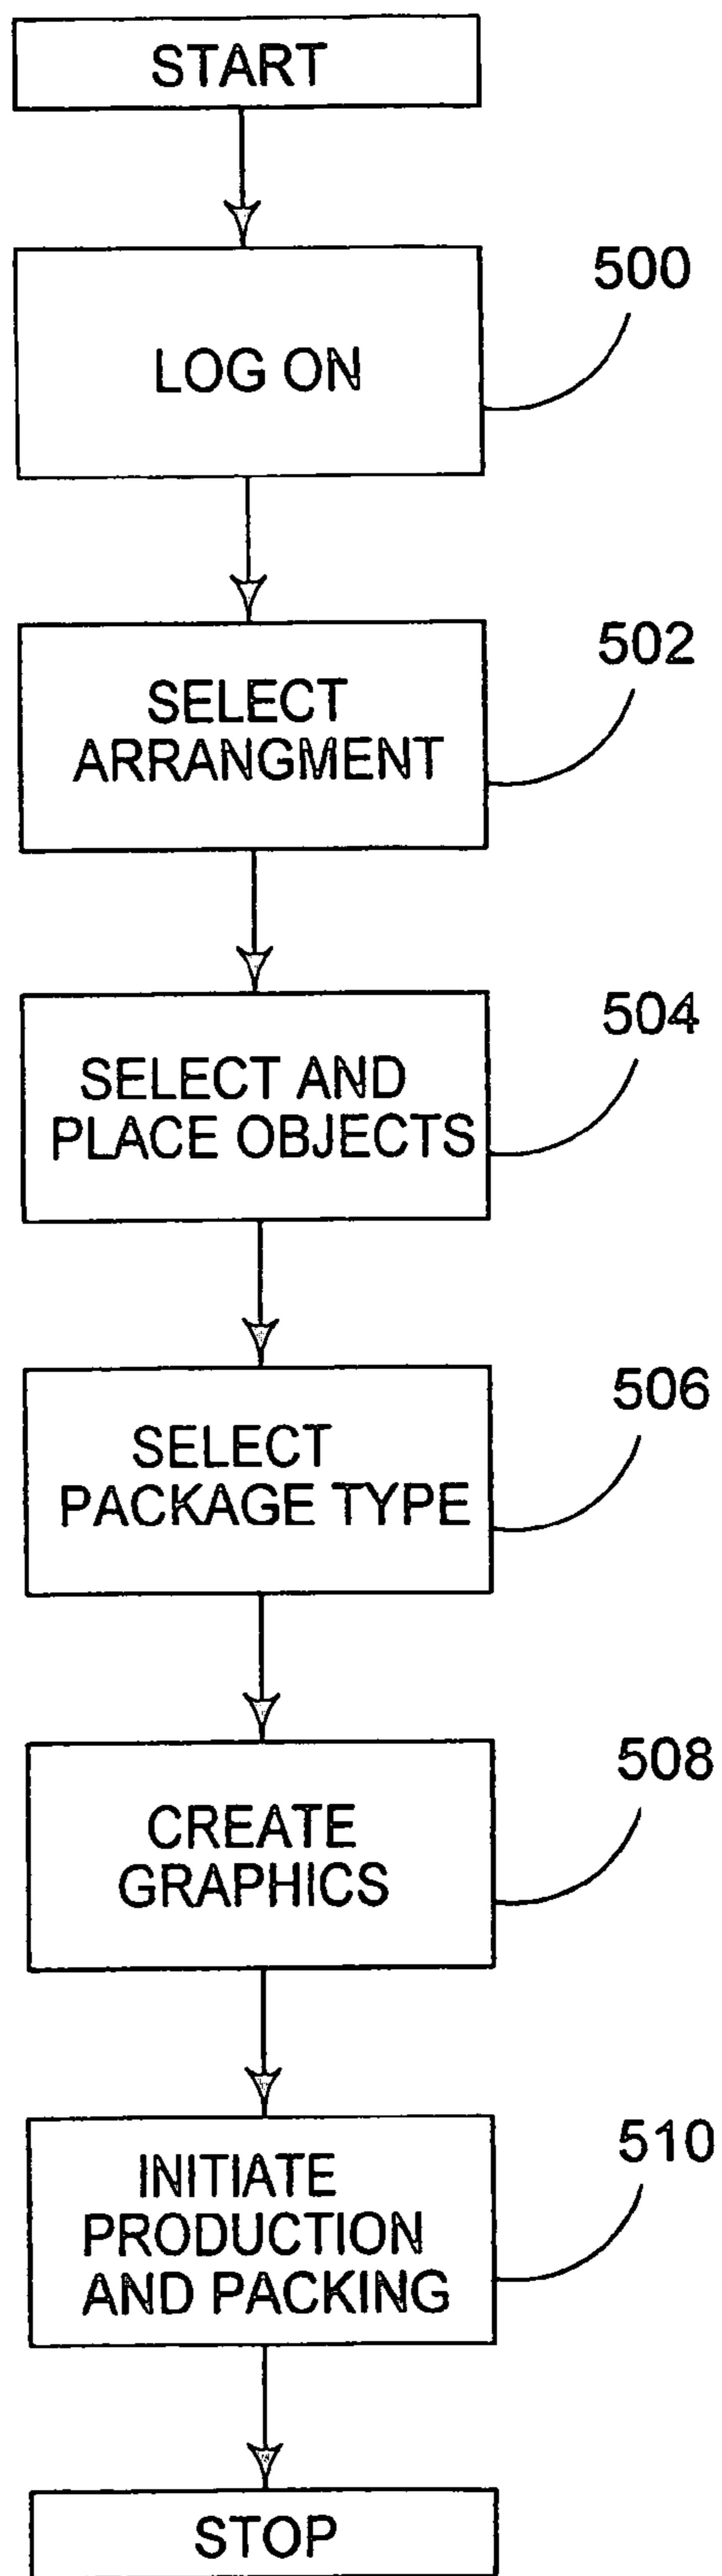 START
500
LOG ON
502
SELECT
ARRANGMENT
504
SELECT AND
PLACE OBJECTS
506
SELECT
PACKAGE TYPE
508
CREATE
GRAPHICS
510
INITIATE
PRODUCTION
AND PACKING
STOP